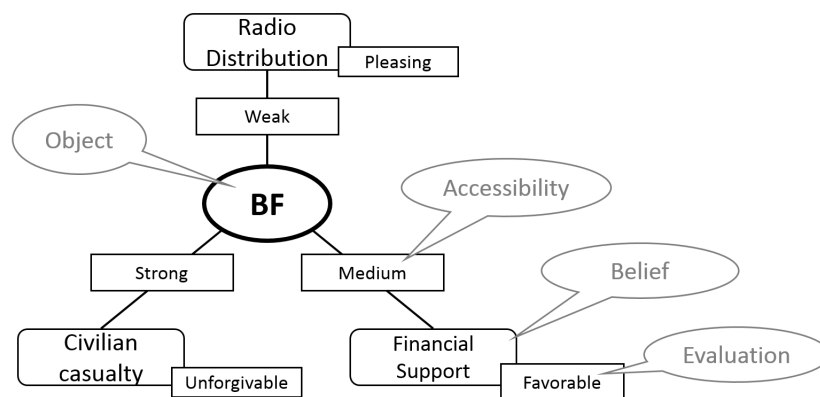 Radio
Distribution
Pleasing
Weak
Object
Accessibility
BF
Strong
Medium
Belief
Civilian
casualty
Unforgivable
Financial
Support
Favorable
Evaluation